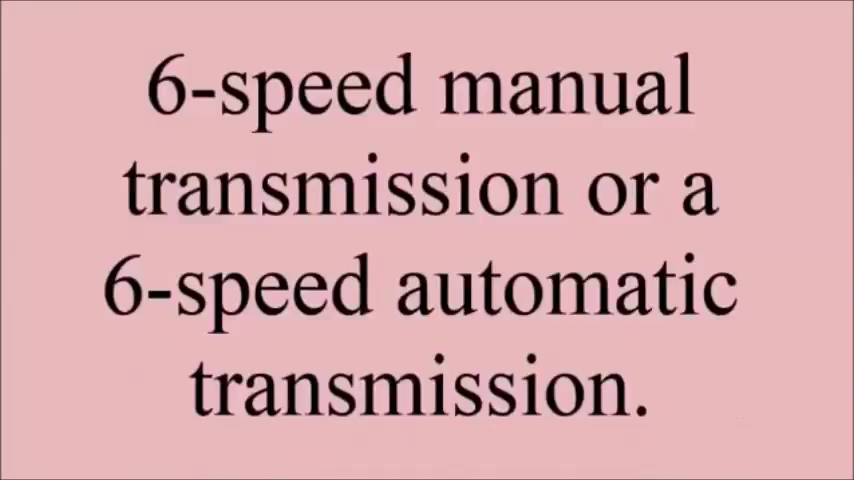 6-speed manual
transmission or a
6-speed automatic
transmission.